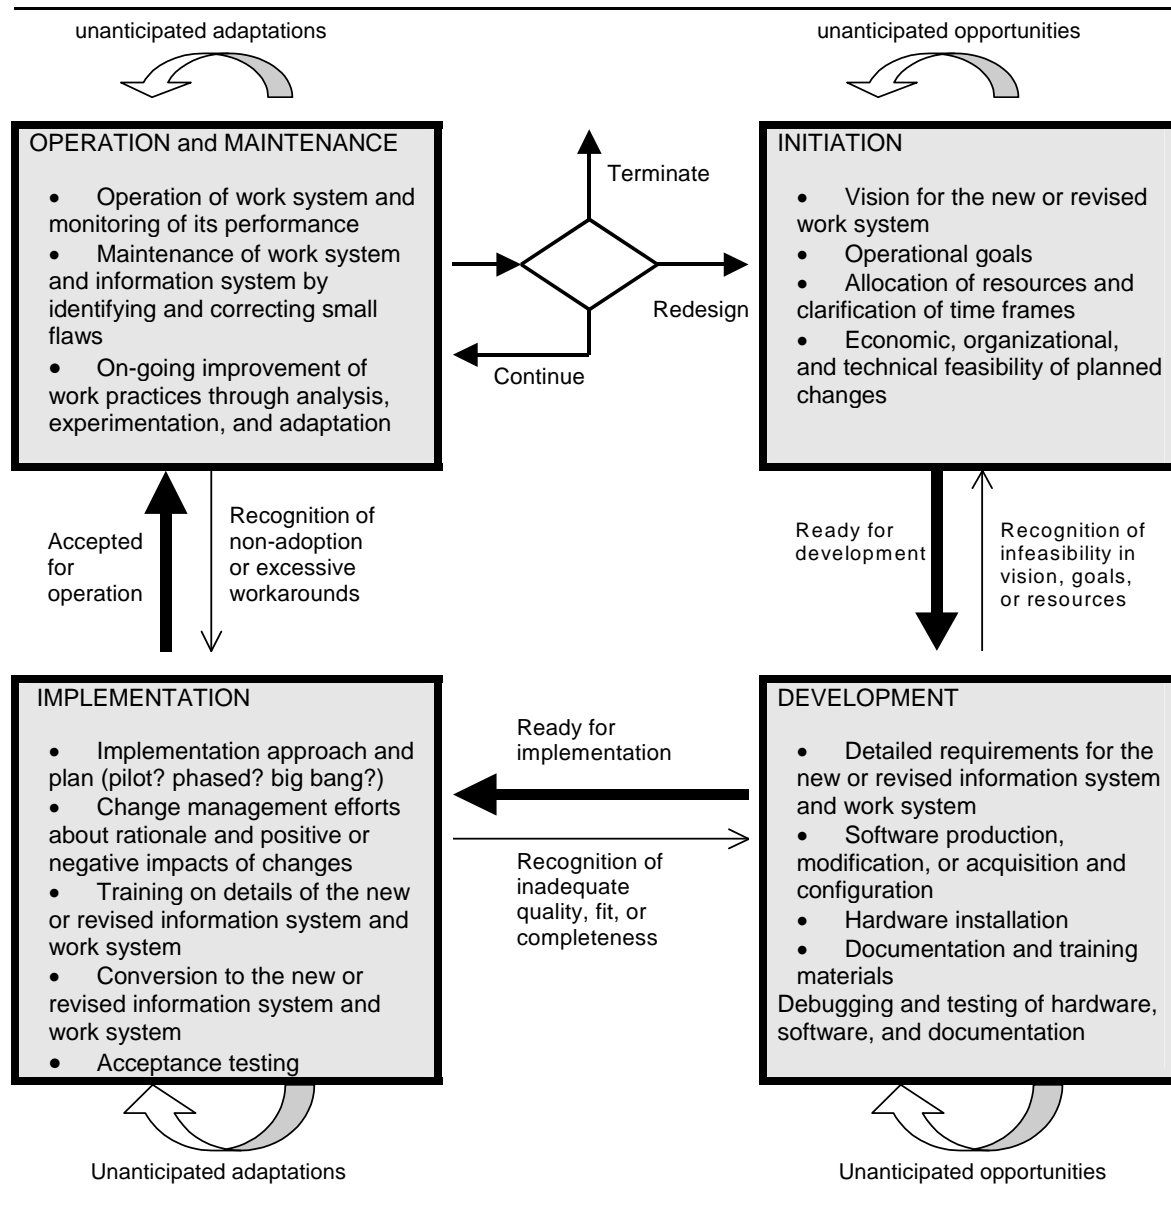 unanticipated adaptations
unanticipated opportunities
OPERATION and MAINTENANCE
• Operation of work system and
monitoring of its performance
• Maintenance of work system
and information system by
identifying and correcting small
flaws
• On-going improvement of
work practices through analysis,
experimentation, and adaptation
Terminate
Redesign
Continue
INITIATION
• Vision for the new or revised
work system
• Operational goals
• Allocation of resources and
clarification of time frames
• Economic, organizational,
and technical feasibility of planned
changes
Accepted
for
operation
Recognition of
non-adoption
or excessive
workarounds
Ready for
development
Recognition of
infeasibility in
vision, goals,
or resources
IMPLEMENTATION
• Implementation approach and
plan (pilot? phased? big bang?)
• Change management efforts
about rationale and positive or
negative impacts of changes
• Training on details of the new
or revised information system and
work system
• Conversion to the new or
revised information system and
work system
• Acceptance testing
Ready for
implementation
Recognition of
inadequate
quality, fit, or
completeness
DEVELOPMENT
• Detailed requirements for the
new or revised information system
and work system
• Software production,
modification, or acquisition and
configuration
• Hardware installation
• Documentation and training
materials
Debugging and testing of hardware,
software, and documentation
Unanticipated adaptations
Unanticipated opportunities